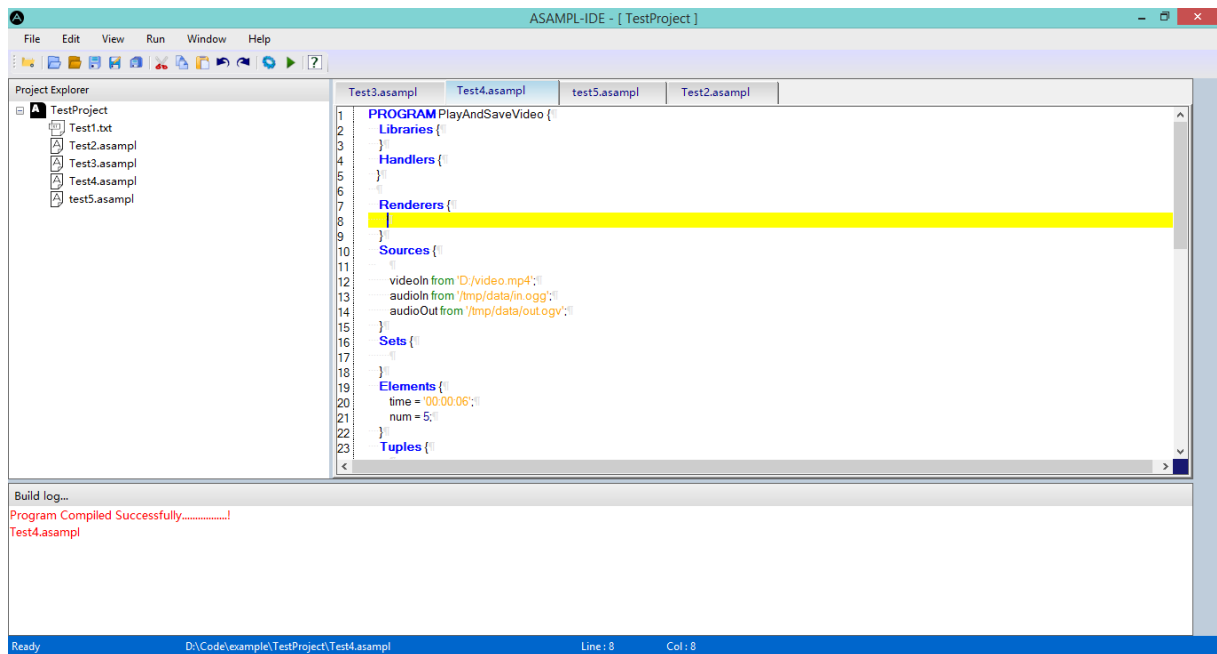 ASAMPL-IDE - [ TestProject ]
File Edit View Run Window Help
Project Explorer
TestProject
Test1.txt
Test2.asampl
Test3.asampl
Test4.asampl
test5.asampl
Test3.asampl Test4.asampl test5.asampl Test2.asampl
1 PROGRAM PlayAndSaveVideo {¶
2 Libraries {¶
3 }¶
4 Handlers {¶
5 }¶
6 ¶
7 Renderers {¶
8
9 }¶
10 Sources {¶
11 ¶
12 videoIn from 'D:/video.mp4';¶
13 audioIn from '/tmp/data/in.ogg';¶
14 audioOut from '/tmp/data/out.ogv';¶
15 }¶
16 Sets {¶
17 ¶
18 }¶
19 Elements {¶
20 time = '00:00:06';¶
21 num = 5;¶
22 }¶
23 Tuples {¶
Build log...
Program Compiled Successfully.................!
Test4.asampl
Ready D:\Code\example\TestProject\Test4.asampl Line : 8 Col : 8